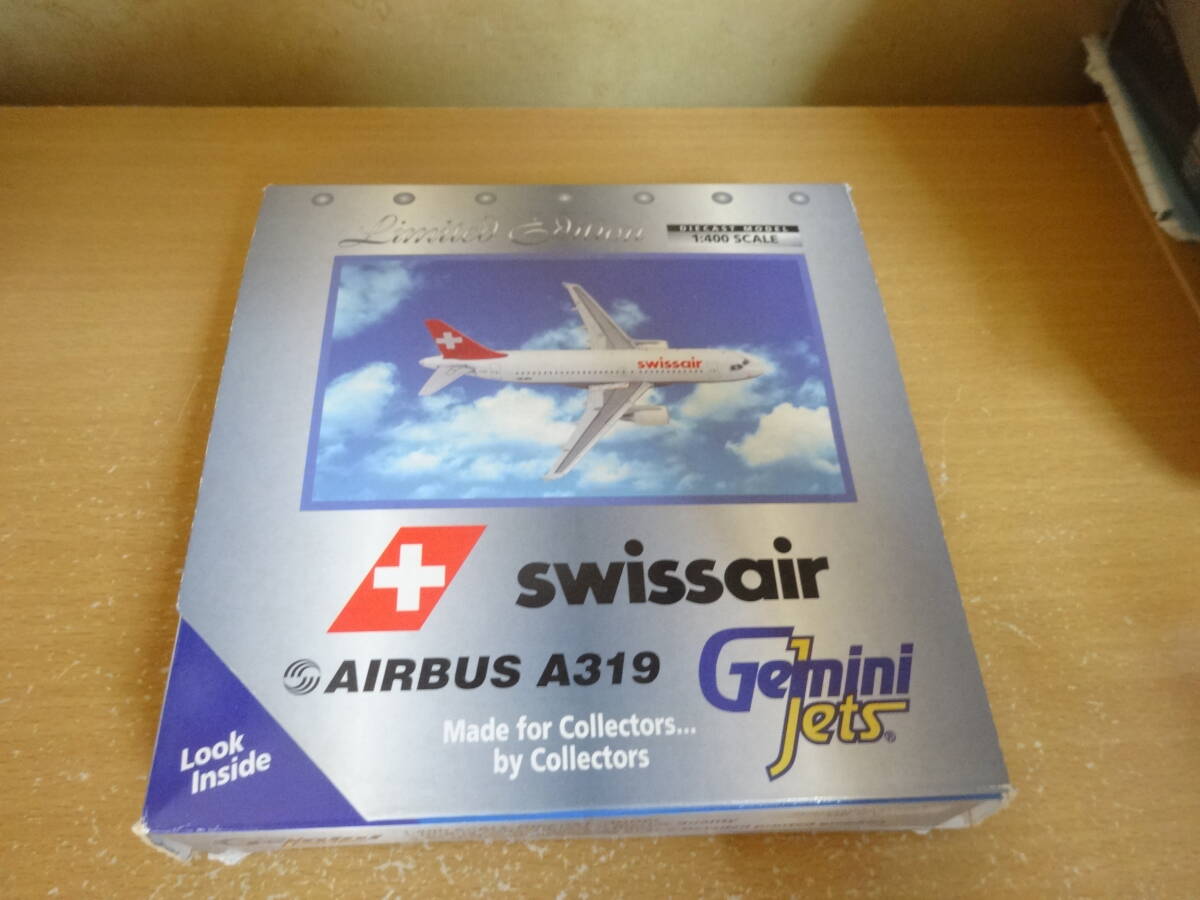 Limited Edition
DIECAST MODEL
1:400 SCALE
swissair
swissair
AIRBUS A319
Gemini
Jets®
Made for Collectors...
by Collectors
Look
Inside